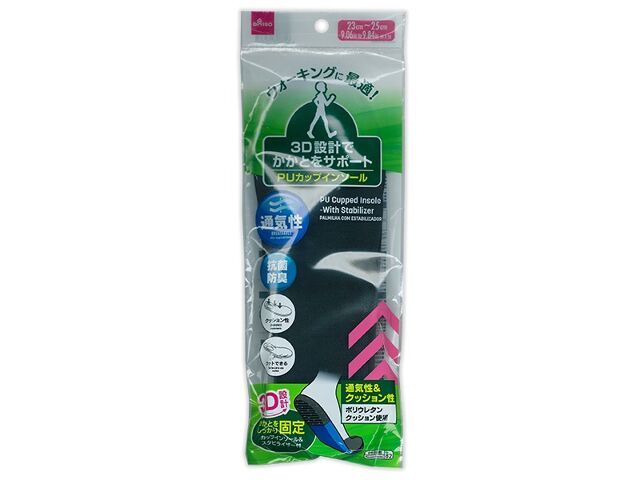 DAISO
23cm～25cm
9.06in～9.84in
ウォーキングに最適!
3D設計で
かかとをサポート
PUカップインソール
PU Cupped Insole
-With Stabilizer
PALMILHA COM ESTABILIZADOR
通気性
抗菌
防臭
クッション性
カットできる
3D設計
かかとを
しっかり固定
カップインソール&
スタビライザー付
通気性&
クッション性
ポリウレタン
クッション使用